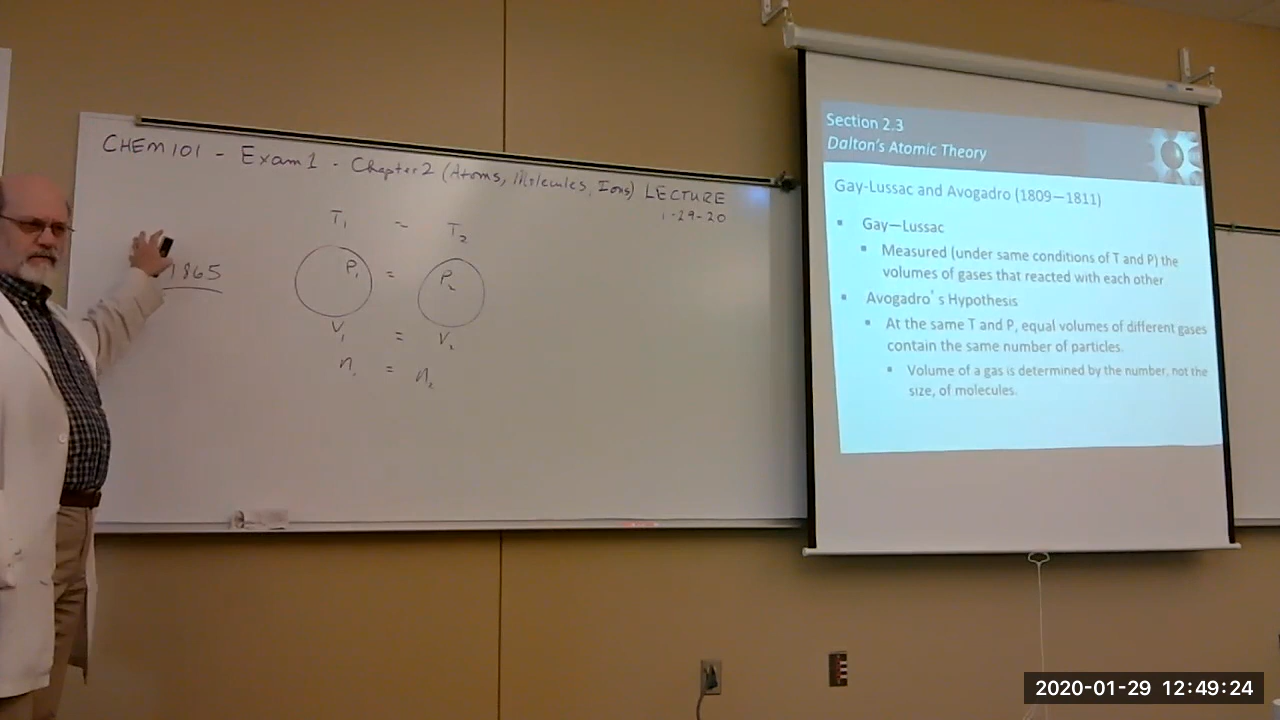 CHEM 101 - Exam 1 - Chapter 2 (Atoms, Molecules, Ions) LECTURE
1-29-20
T₁ = T₂
1865
P₁ = P₂
V₁ = V₂
n₁ = n₂
Section 2.3
Dalton's Atomic Theory
Gay-Lussac and Avogadro (1809—1811)
▪ Gay—Lussac
▪ Measured (under same conditions of T and P) the
volumes of gases that reacted with each other
▪ Avogadro's Hypothesis
▪ At the same T and P, equal volumes of different gases
contain the same number of particles.
▪ Volume of a gas is determined by the number, not the
size, of molecules.
2020-01-29 12:49:24